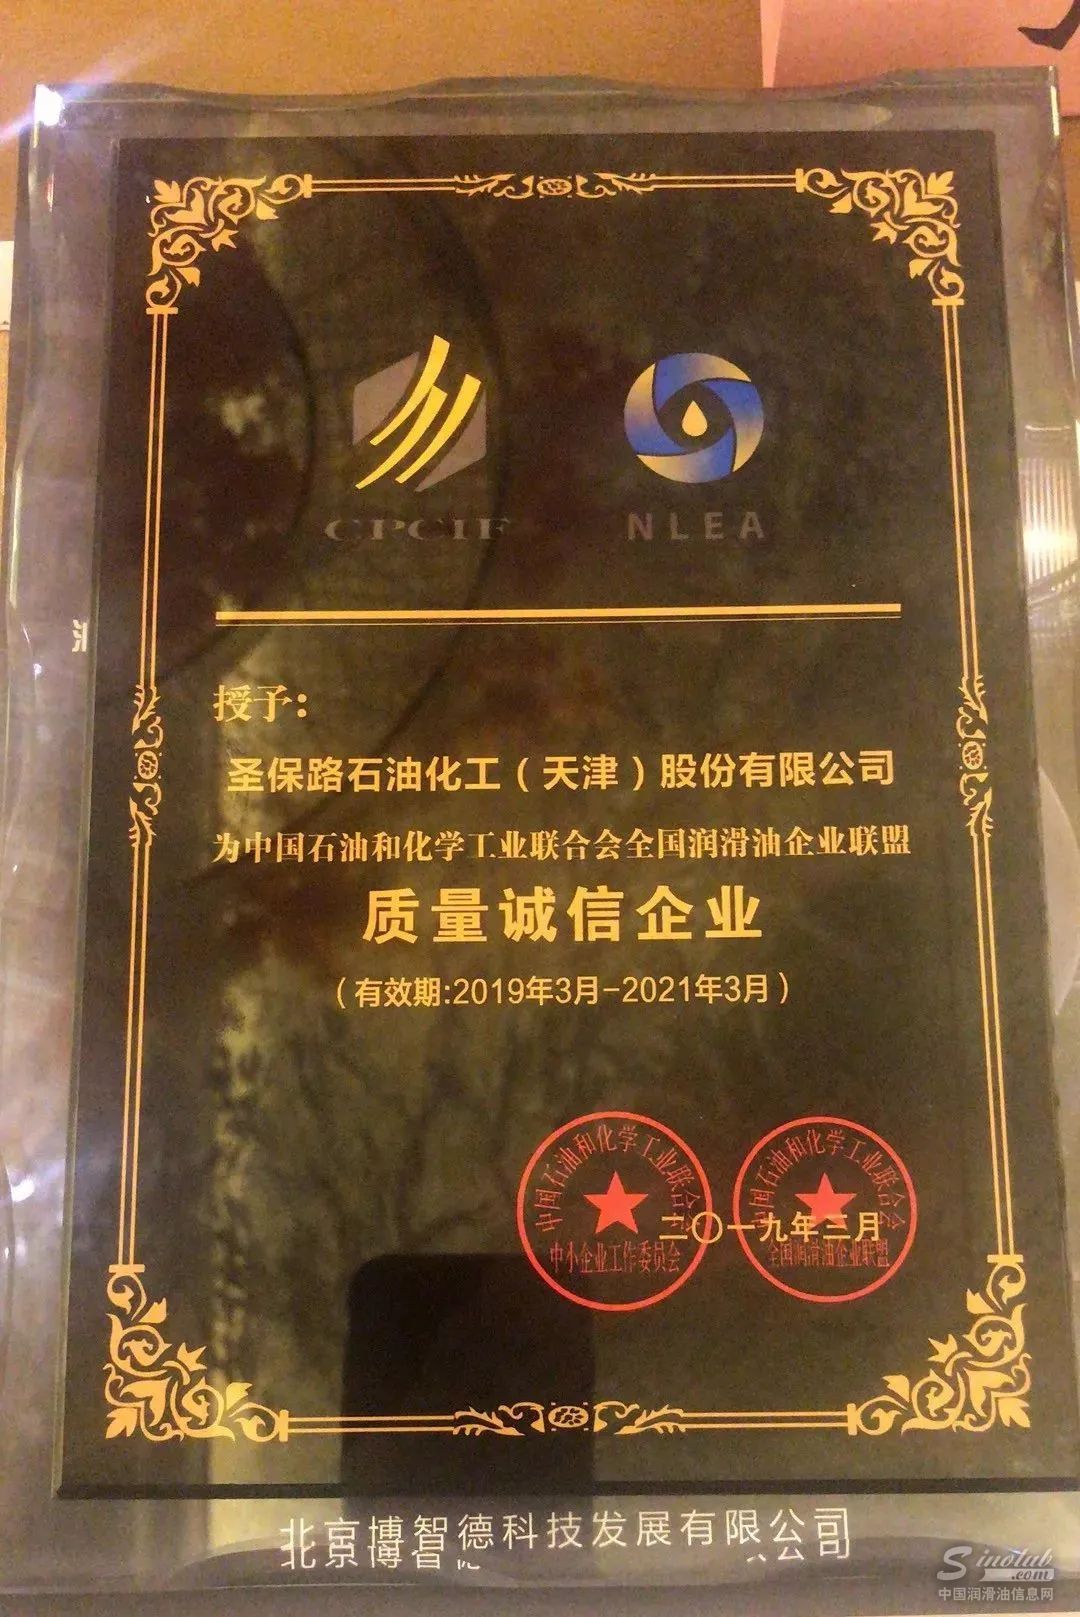 CPCIF
NLEA
授予:
圣保路石油化工（天津）股份有限公司
为中国石油和化学工业联合会全国润滑油企业联盟
质量诚信企业
（有效期:2019年3月-2021年3月）
中国石油和化学工业联合会
中小企业工作委员会
中国石油和化学工业联合会
全国润滑油企业联盟
二〇一九年三月
北京博智德科技发展有限公司
Sinolub
.com
中国润滑油信息网